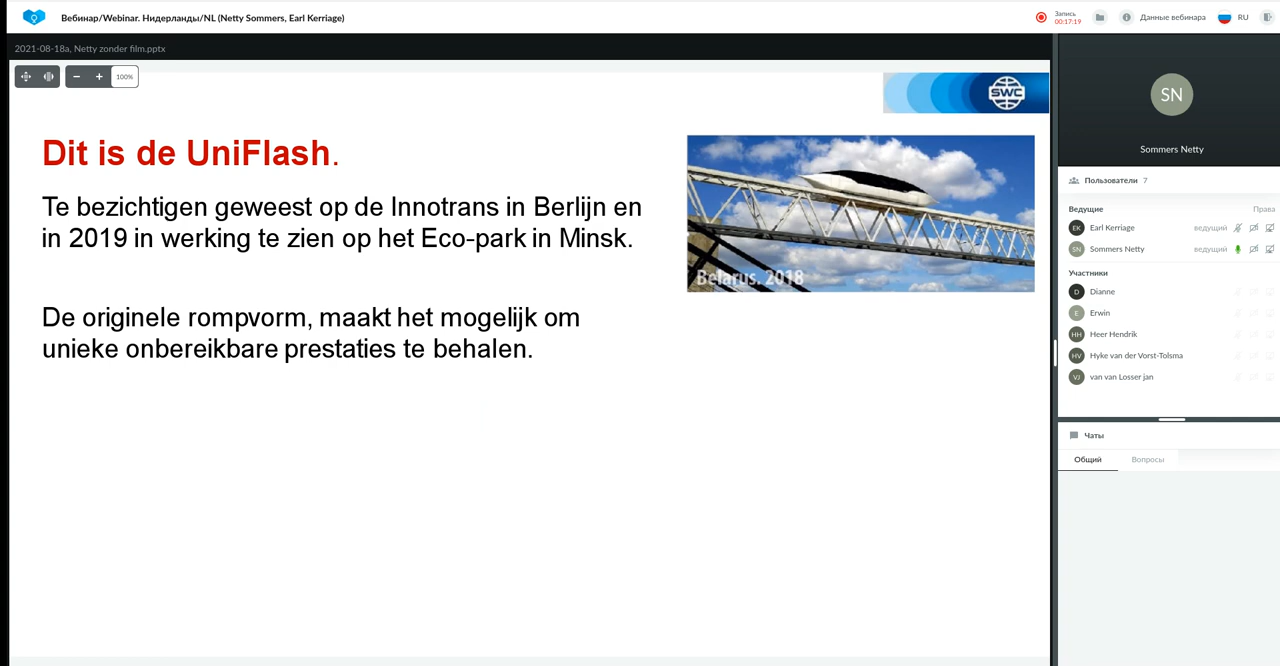 Вебинар/Webinar. Нидерланды/NL (Netty Sommers, Earl Kerriage)
Запись
00:17:19
Данные вебинара
RU
2021-08-18a, Netty zonder film.pptx
100%
SWC
Dit is de UniFlash.
Te bezichtigen geweest op de Innotrans in Berlijn en
in 2019 in werking te zien op het Eco-park in Minsk.
De originele rompvorm, maakt het mogelijk om
unieke onbereikbare prestaties te behalen.
Belarus. 2018
SN
Sommers Netty
Пользователи 7
Ведущие Права
EK Earl Kerriage ведущий
SN Sommers Netty ведущий
Участники
D Dianne
E Erwin
HH Heer Hendrik
HV Hyke van der Vorst-Tolsma
VJ van van Losser jan
Чаты
Общий Вопросы